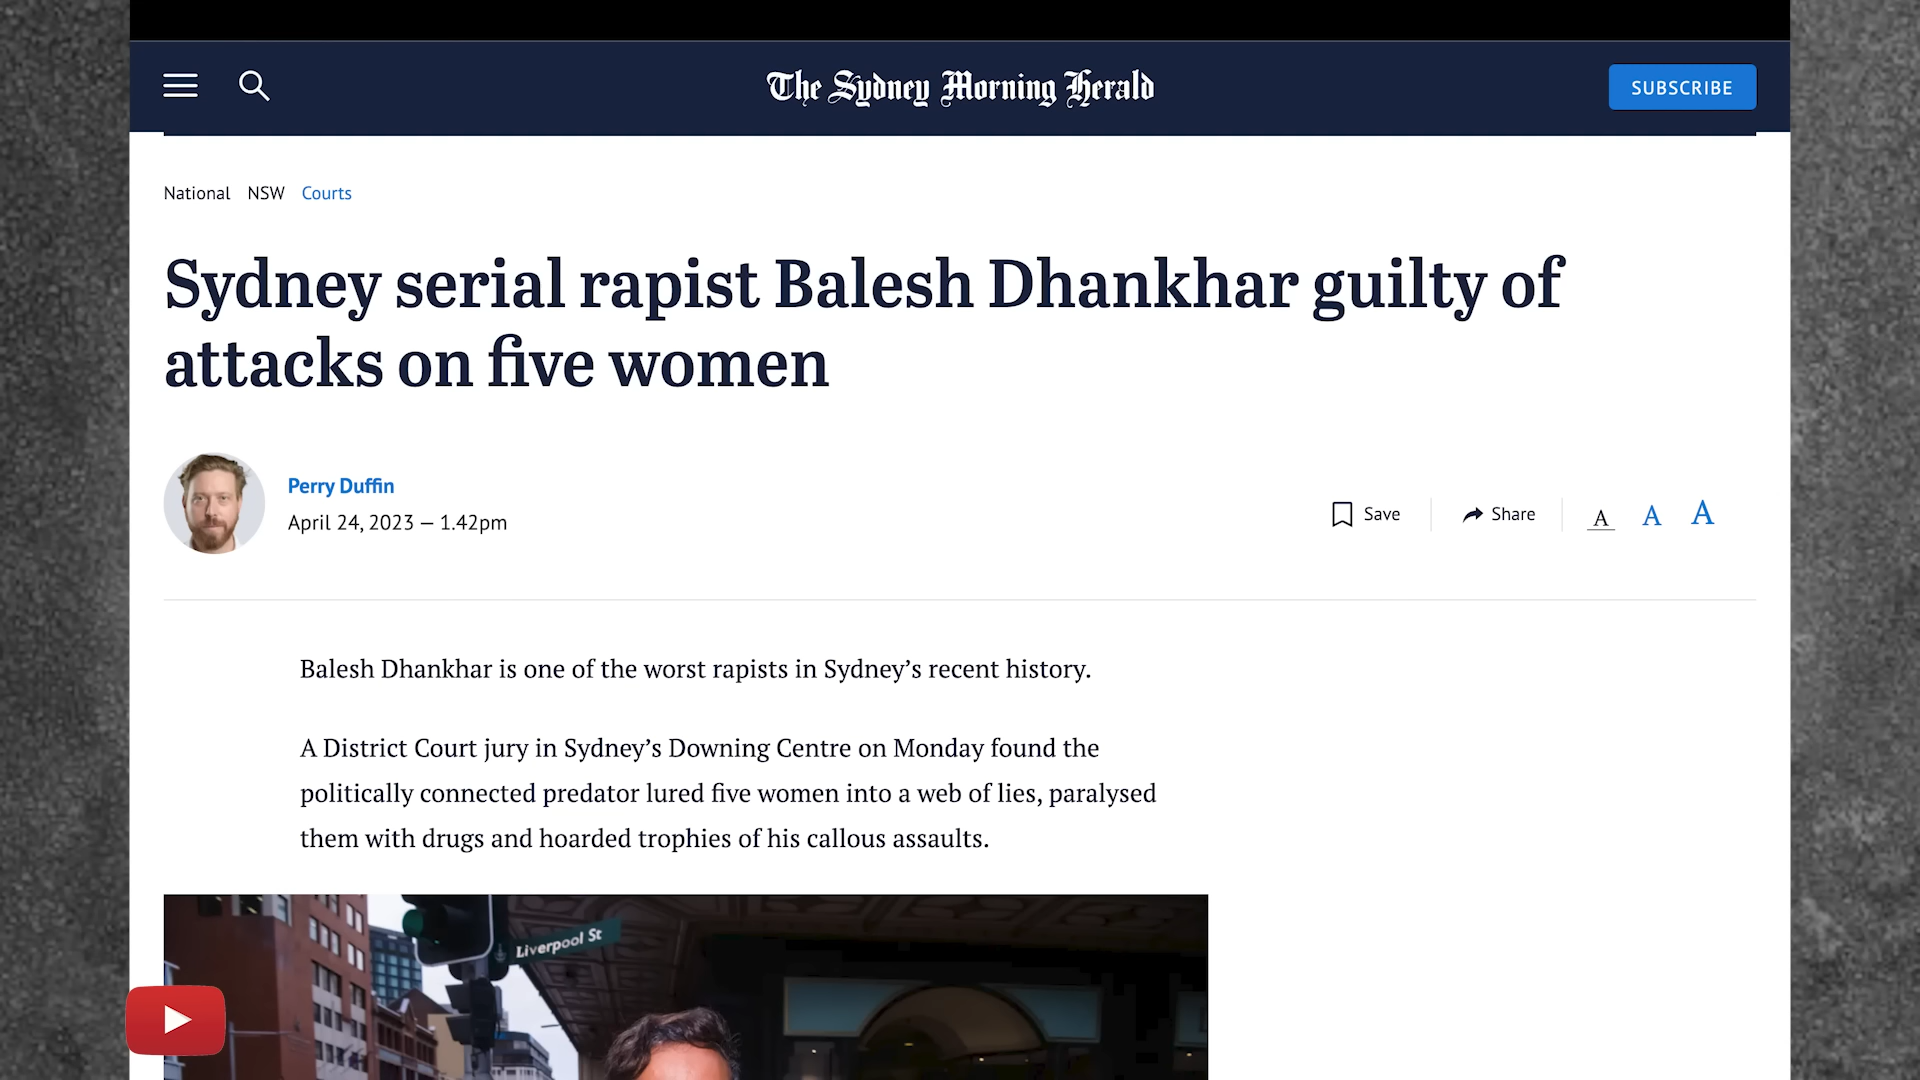 The Sydney Morning Herald
SUBSCRIBE
National NSW Courts
Sydney serial rapist Balesh Dhankhar guilty of
attacks on five women
Perry Duffin
April 24, 2023 — 1.42pm
Save
Share
A A A
Balesh Dhankhar is one of the worst rapists in Sydney’s recent history.
A District Court jury in Sydney’s Downing Centre on Monday found the
politically connected predator lured five women into a web of lies, paralysed
them with drugs and hoarded trophies of his callous assaults.
Liverpool St